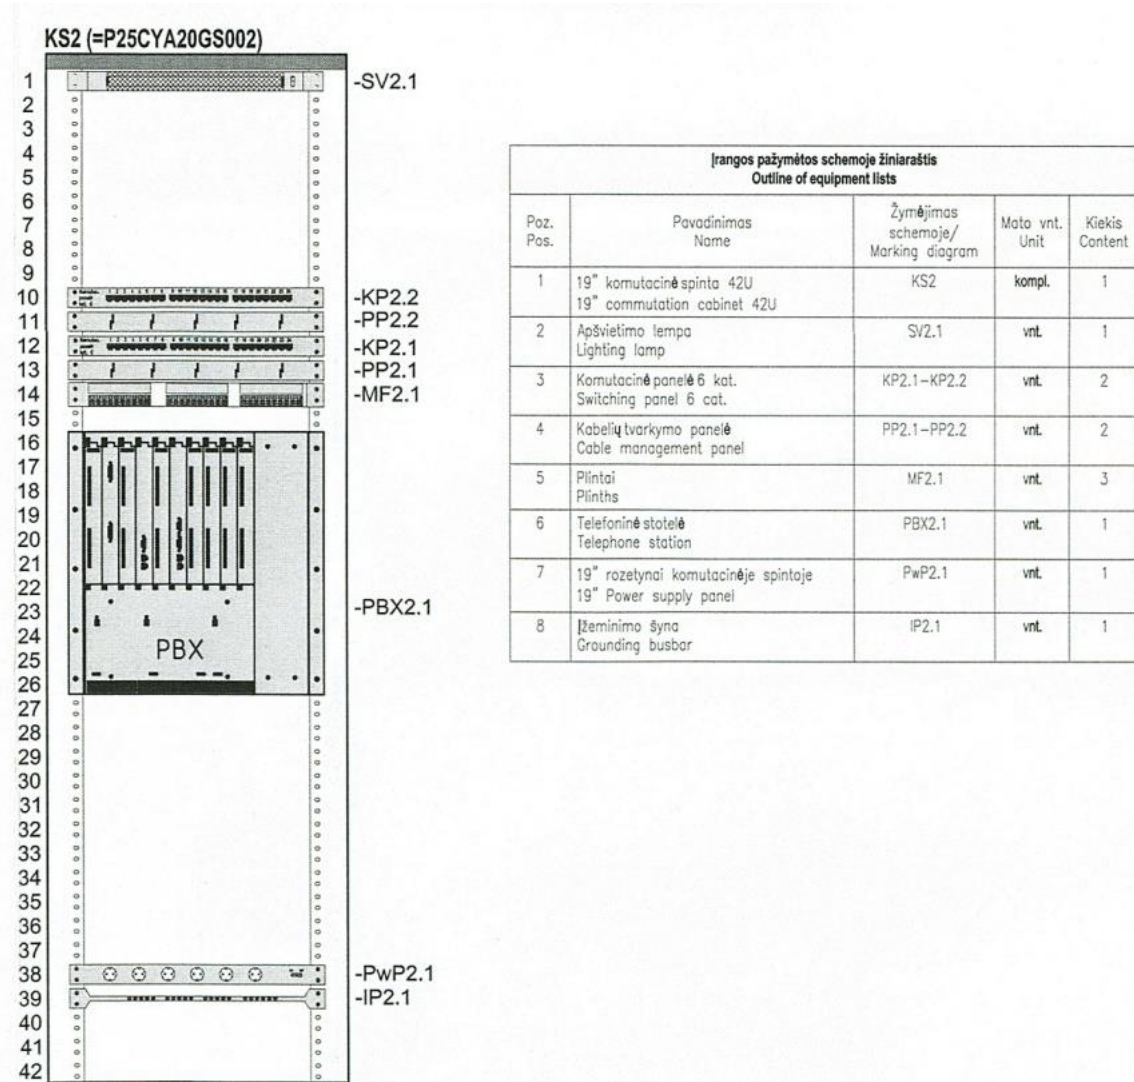 KS2 (=P25CYA20GS002)
1 -SV2.1
2
3
4
5
6
7
8
9
10 -KP2.2
11 -PP2.2
12 -KP2.1
13 -PP2.1
14 -MF2.1
15
16
17
18
19
20
21
22
23 -PBX2.1
24
PBX
25
26
27
28
29
30
31
32
33
34
35
36
37
38 -PwP2.1
39 -IP2.1
40
41
42
Įrangos pažymėtos schemoje žiniaraštis
Outline of equipment lists
Poz. Pos.
Pavadinimas Name
Žymėjimas schemoje/ Marking diagram
Mato vnt. Unit
Kiekis Content
1 19" komutacinė spinta 42U KS2 kompl. 1
19" commutation cabinet 42U
2 Apšvietimo lempa SV2.1 vnt. 1
Lighting lamp
3 Komutacinė panelė 6 kat. KP2.1-KP2.2 vnt. 2
Switching panel 6 cat.
4 Kabelių tvarkymo panelė PP2.1-PP2.2 vnt. 2
Cable management panel
5 Plintai MF2.1 vnt. 3
Plinths
6 Telefoninė stotelė PBX2.1 vnt. 1
Telephone station
7 19" rozetynai komutacinėje spintoje PwP2.1 vnt. 1
19" Power supply panel
8 Įžeminimo šyna IP2.1 vnt. 1
Grounding busbar